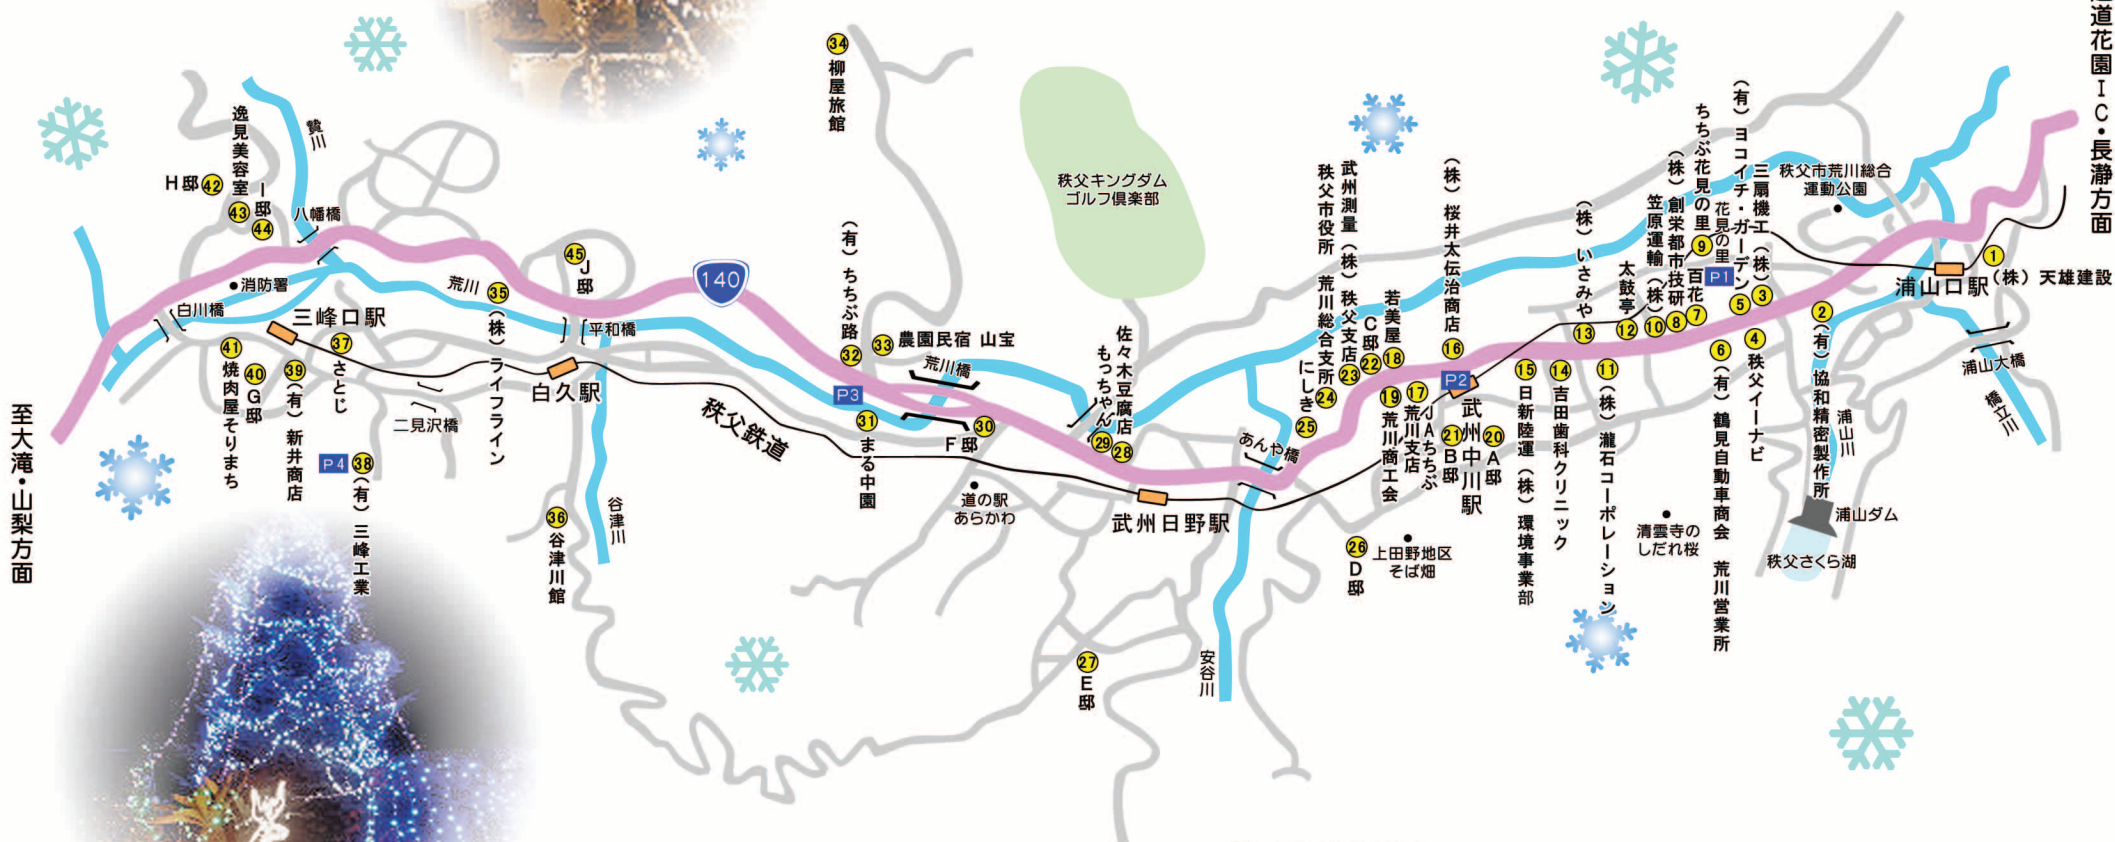 道花園IC・長瀞方面
至大滝・山梨方面
140
秩父鉄道
三峰口駅
白久駅
武州日野駅
武州中川駅
浦山口駅
P1
P2
P3
P4
① (株)天雄建設
② (有)協和精密製作所
③ 三扇機工(株)
④ 秩父イーナビ
⑤ (有)ヨコイチ・ガーデン
⑥ (有)鶴見自動車商会 荒川営業所
⑦ 百花
⑧ (株)創栄都市技研
⑨ ちちぶ花見の里
花見の里
⑩ 笠原運輸(株)
⑪ (株)瀧石コーポレーション
⑫ 太鼓亭
⑬ (株)いさみや
⑭ 吉田歯科クリニック
⑮ 日新陸運(株)環境事業部
⑯ (株)桜井太伝治商店
⑰ JAちちぶ
荒川支店
⑱ 若美屋
⑲ 荒川商工会
⑳ A邸
㉑ B邸
㉒ C邸
㉓ 武州測量(株)秩父支店
㉔ 秩父市役所 荒川総合支所
㉕ にしき
㉖ D邸
㉗ E邸
㉘ 佐々木豆腐店
㉙ もっちゃん
㉚ F邸
㉛ まる中園
㉜ (有)ちちぶ路
㉝ 農園民宿 山宝
㉞ 柳屋旅館
㉟ (株)ライフライン
㊱ 谷津川館
㊲ さとじ
㊳ (有)三峰工業
㊴ (有)新井商店
㊵ G邸
㊶ 焼肉屋そりまち
㊷ H邸
㊸ 逸見美容室
㊹ I邸
㊺ J邸
贄川
八幡橋
消防署
白川橋
荒川
平和橋
二見沢橋
谷津川
荒川橋
道の駅
あらかわ
秩父キングダム
ゴルフ倶楽部
あんや橋
安谷川
上田野地区
そば畑
清雲寺の
しだれ桜
秩父市荒川総合
運動公園
浦山川
浦山ダム
秩父さくら湖
浦山大橋
橋立川